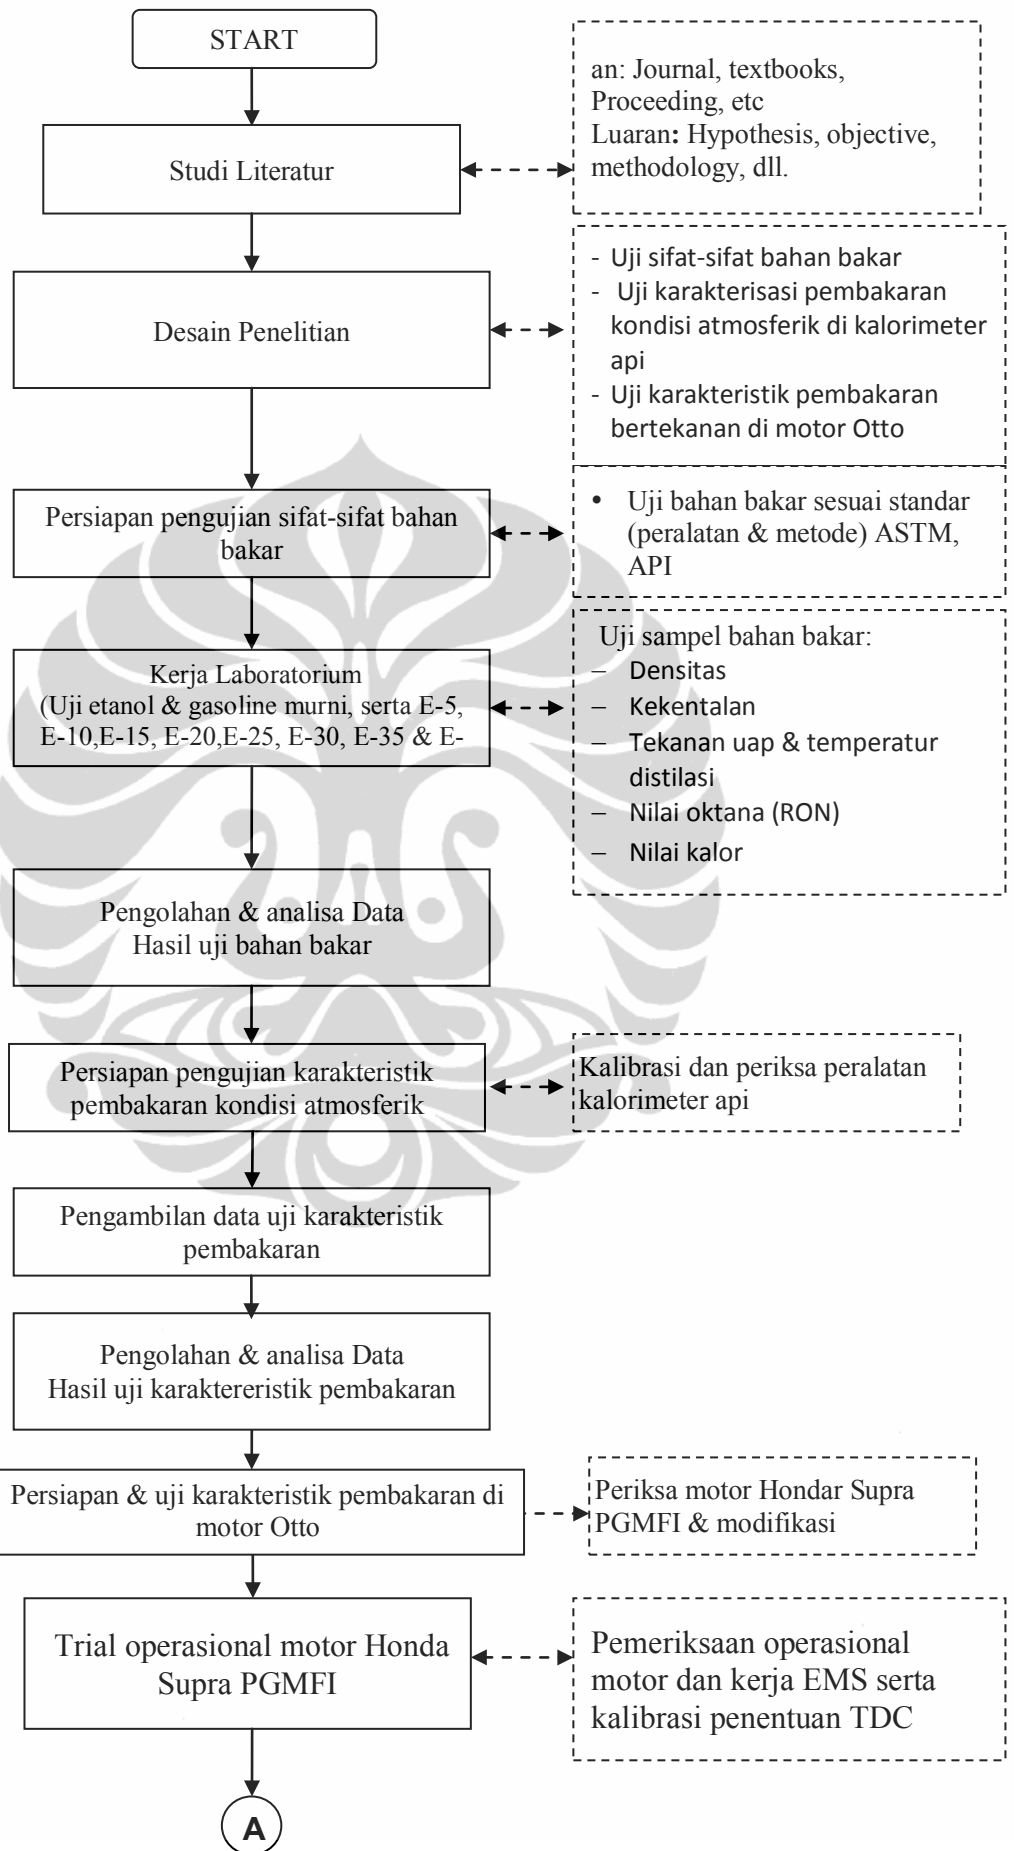 START
an: Journal, textbooks,
Proceeding, etc
Luaran: Hypothesis, objective,
methodology, dll.
Studi Literatur
- Uji sifat-sifat bahan bakar
- Uji karakterisasi pembakaran
kondisi atmosferik di kalorimeter
api
- Uji karakteristik pembakaran
bertekanan di motor Otto
Desain Penelitian
Persiapan pengujian sifat-sifat bahan
bakar
• Uji bahan bakar sesuai standar
(peralatan & metode) ASTM,
API
Kerja Laboratorium
(Uji etanol & gasoline murni, serta E-5,
E-10,E-15, E-20,E-25, E-30, E-35 & E-
Uji sampel bahan bakar:
– Densitas
– Kekentalan
– Tekanan uap & temperatur
distilasi
– Nilai oktana (RON)
– Nilai kalor
Pengolahan & analisa Data
Hasil uji bahan bakar
Persiapan pengujian karakteristik
pembakaran kondisi atmosferik
Kalibrasi dan periksa peralatan
kalorimeter api
Pengambilan data uji karakteristik
pembakaran
Pengolahan & analisa Data
Hasil uji karaktereristik pembakaran
Persiapan & uji karakteristik pembakaran di
motor Otto
Periksa motor Hondar Supra
PGMFI & modifikasi
Trial operasional motor Honda
Supra PGMFI
Pemeriksaan operasional
motor dan kerja EMS serta
kalibrasi penentuan TDC
A